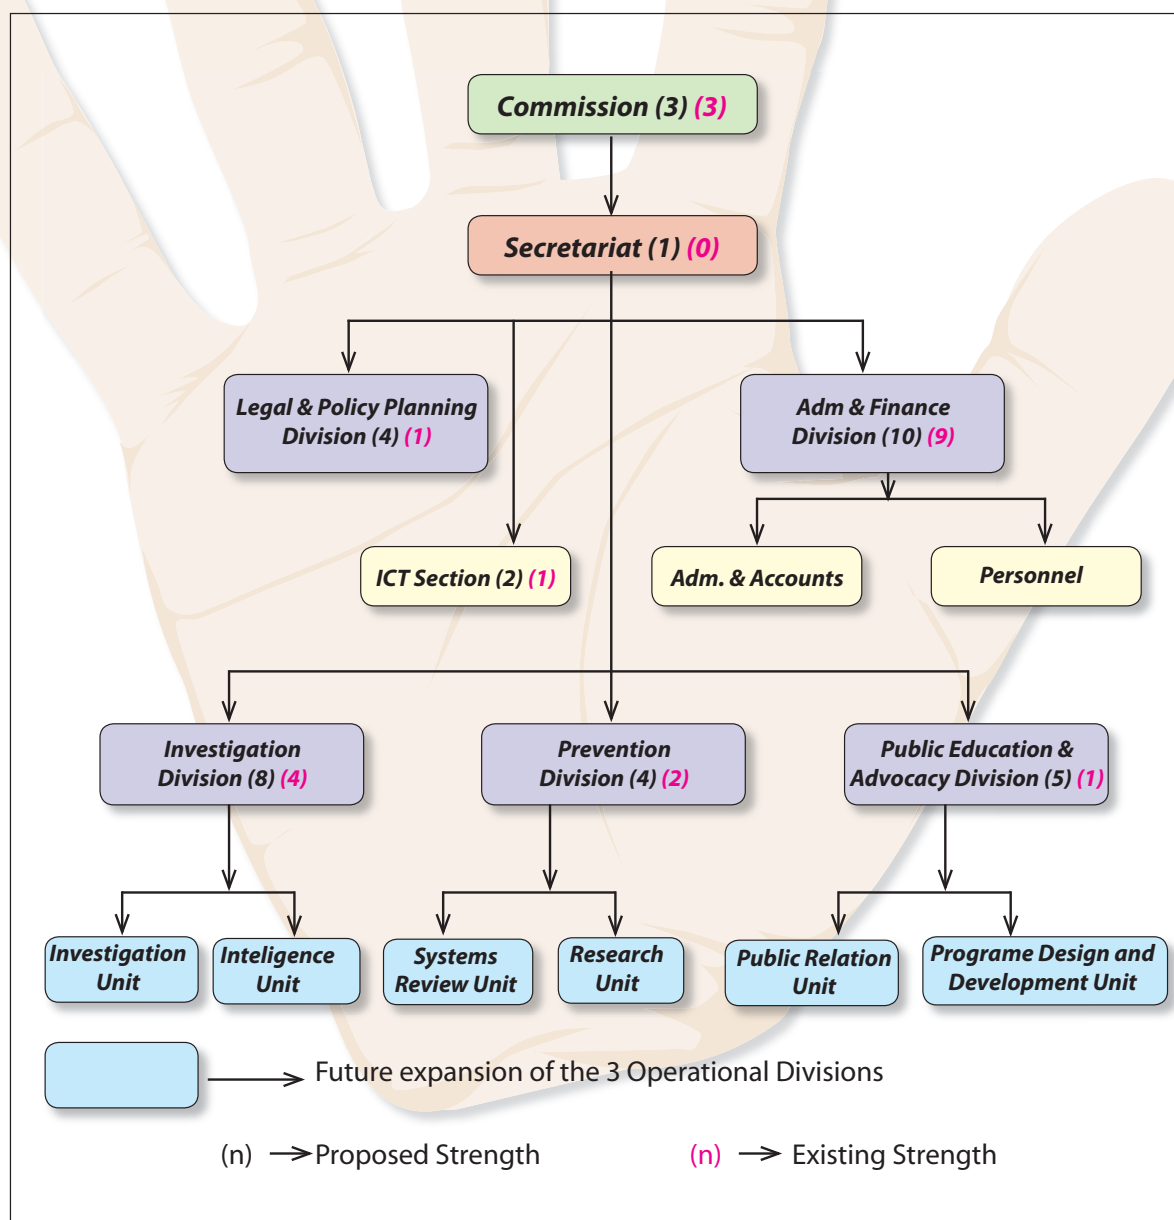 Commission (3) (3)
Secretariat (1) (0)
Legal & Policy Planning
Division (4) (1)
Adm & Finance
Division (10) (9)
ICT Section (2) (1)
Adm. & Accounts
Personnel
Investigation
Division (8) (4)
Prevention
Division (4) (2)
Public Education &
Advocacy Division (5) (1)
Investigation
Unit
Inteligence
Unit
Systems
Review Unit
Research
Unit
Public Relation
Unit
Programe Design and
Development Unit
Future expansion of the 3 Operational Divisions
(n) Proposed Strength
(n) Existing Strength